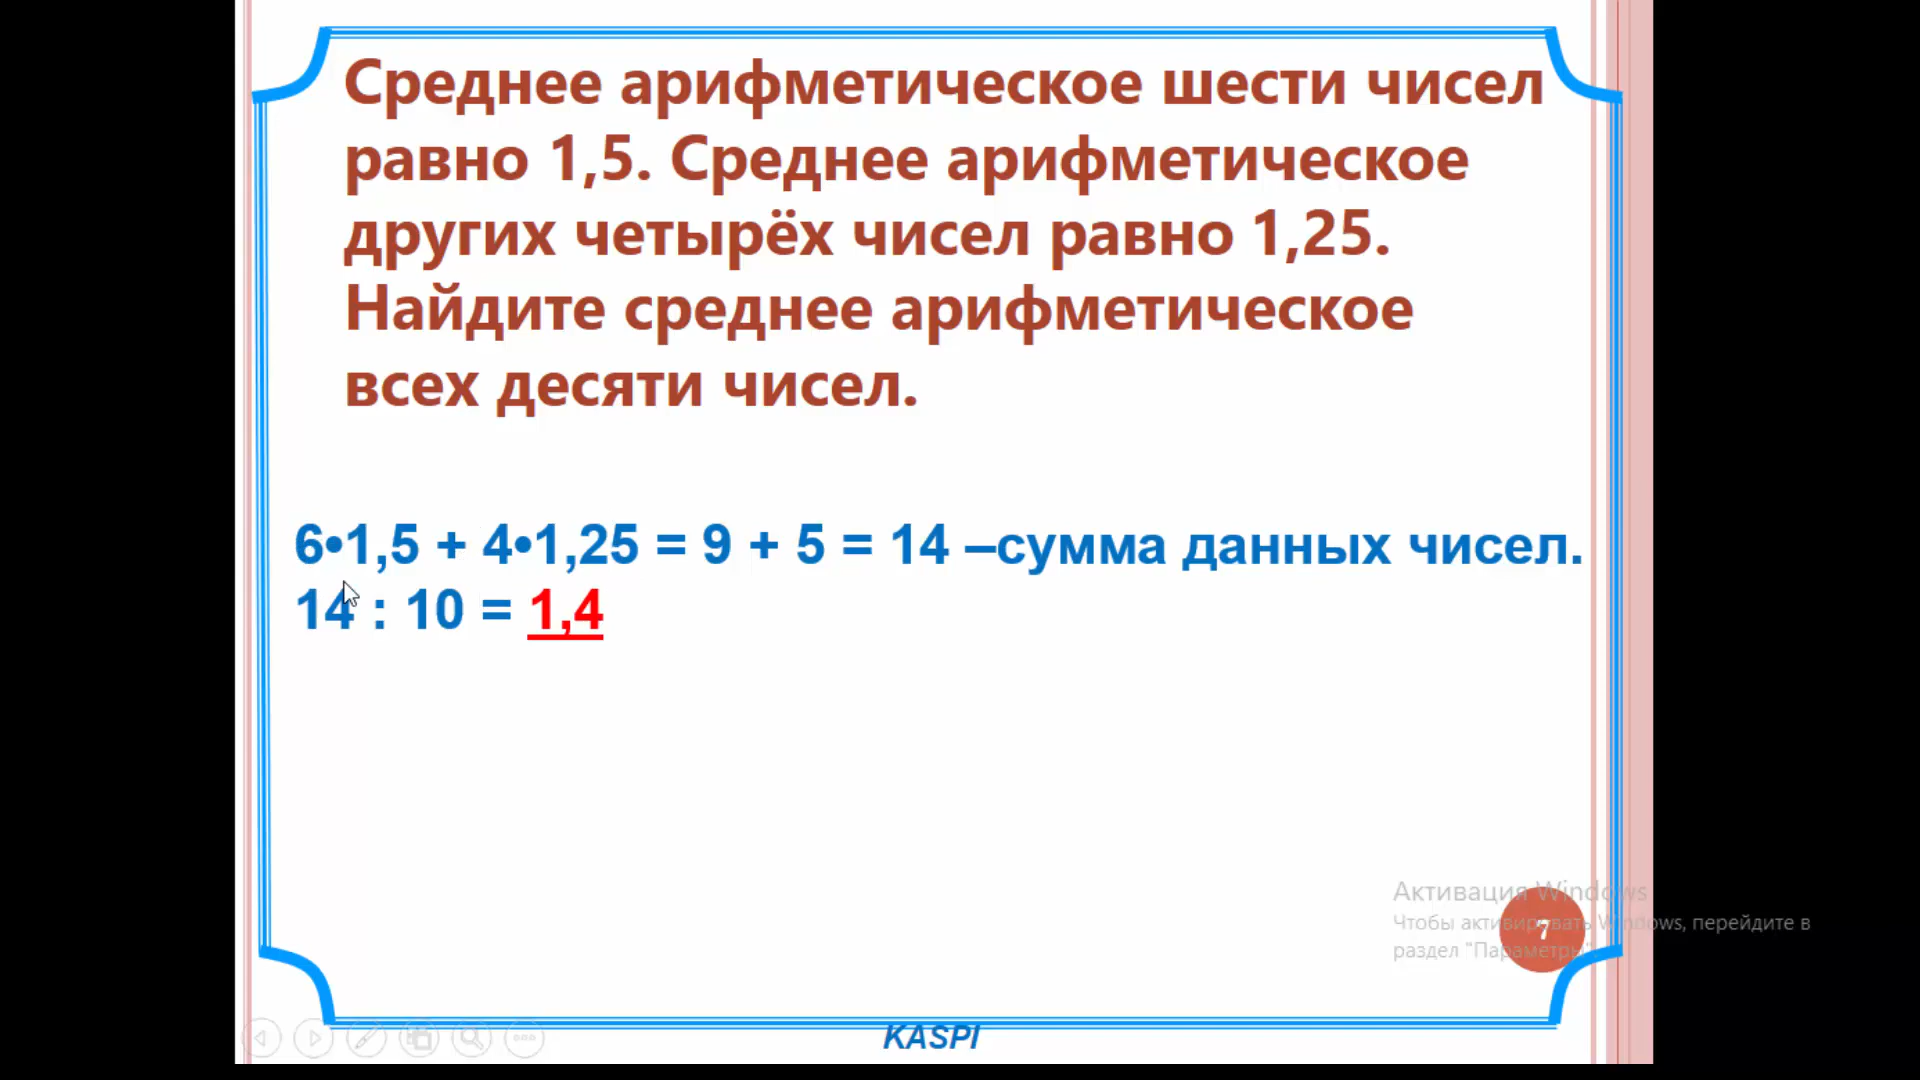 Среднее арифметическое шести чисел
равно 1,5. Среднее арифметическое
других четырёх чисел равно 1,25.
Найдите среднее арифметическое
всех десяти чисел.
6•1,5 + 4•1,25 = 9 + 5 = 14 –сумма данных чисел.
14 : 10 = 1,4
Активация Windows
Чтобы активировать Windows, перейдите в
раздел "Параметры".
7
KASPI